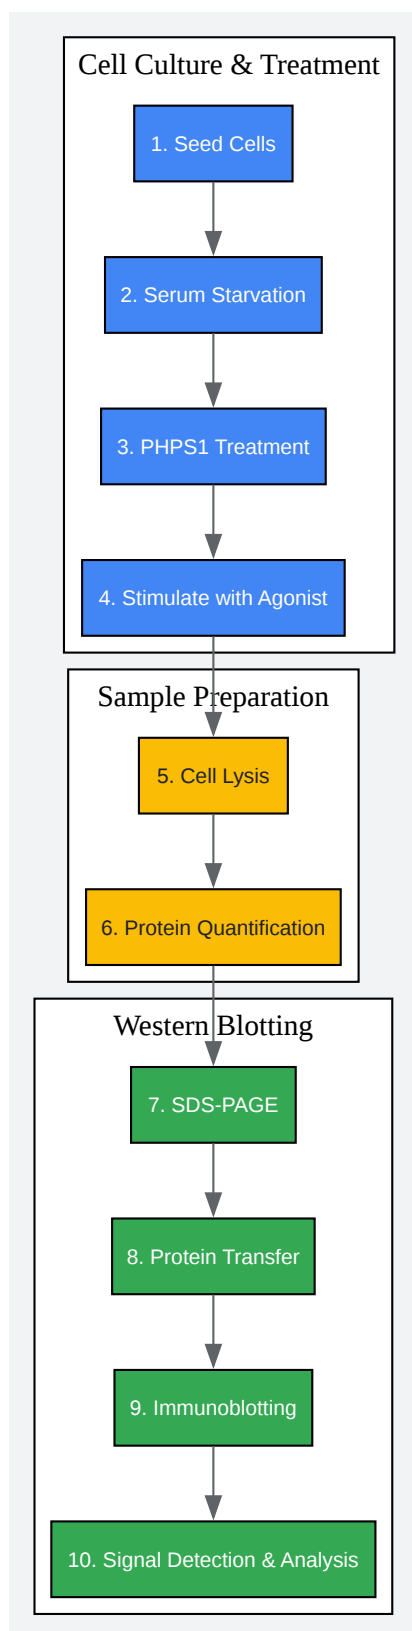 Cell Culture & Treatment
1. Seed Cells
2. Serum Starvation
3. PHPS1 Treatment
4. Stimulate with Agonist
Sample Preparation
5. Cell Lysis
6. Protein Quantification
Western Blotting
7. SDS-PAGE
8. Protein Transfer
9. Immunoblotting
10. Signal Detection & Analysis